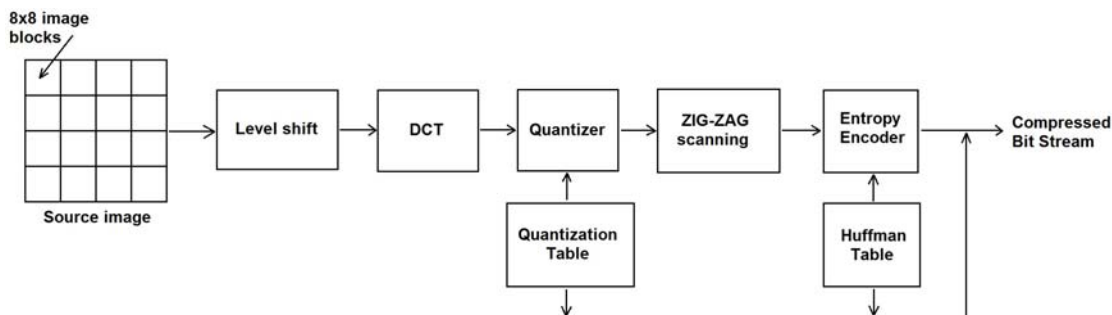 8x8 image
blocks
Level shift
DCT
Quantizer
ZIG-ZAG
scanning
Entropy
Encoder
Compressed
Bit Stream
Source image
Quantization
Table
Huffman
Table